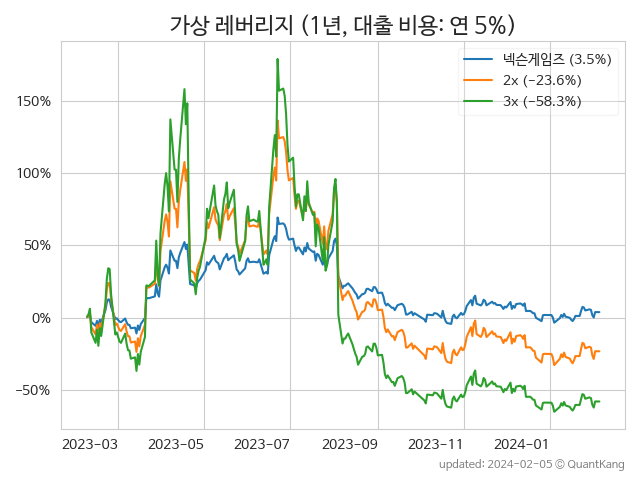 가상 레버리지 (1년, 대출 비용: 연 5%)
넥슨게임즈 (3.5%)
2x (−23.6%)
3x (−58.3%)
150%
100%
50%
0%
−50%
2023−03 2023−05 2023−07 2023−09 2023−11 2024−01
updated: 2024-02-05 © QuantKang